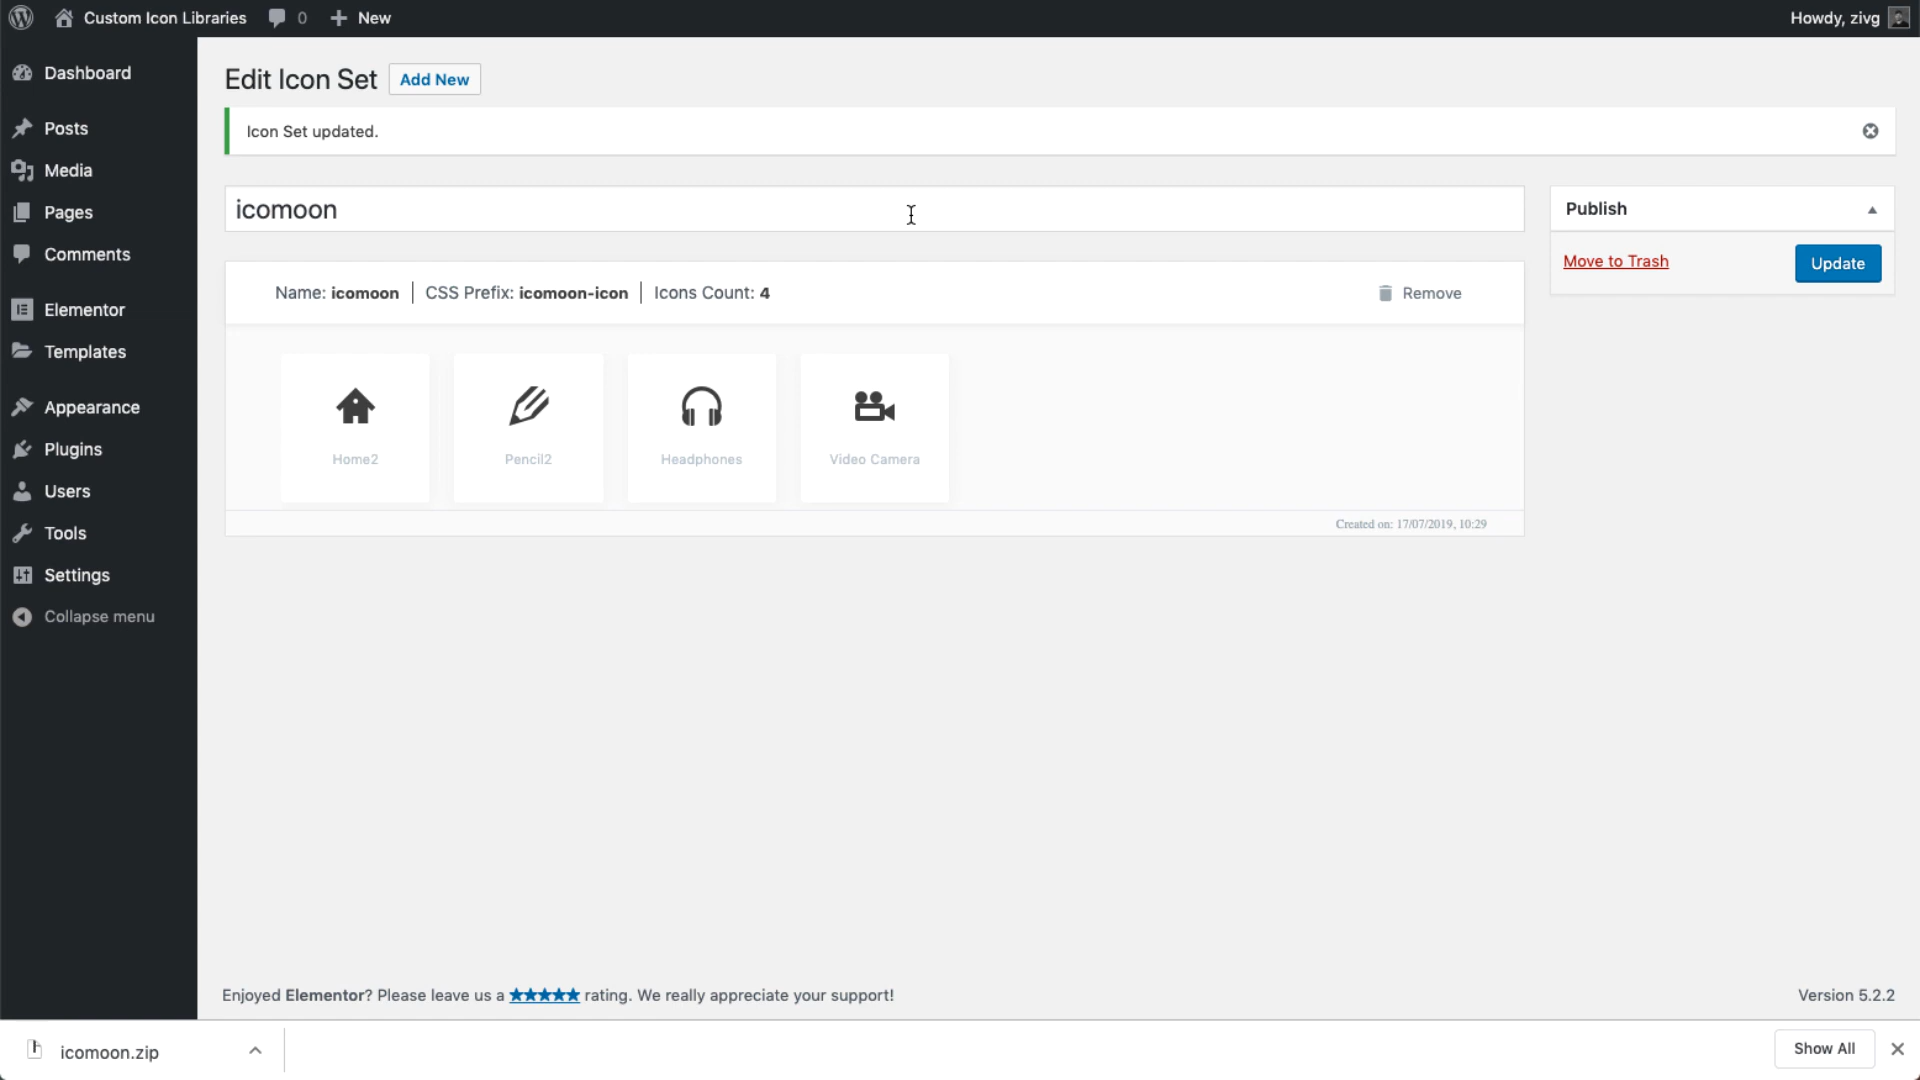 Custom Icon Libraries 0 New Howdy, zivg
Dashboard
Posts
Media
Pages
Comments
Elementor
Templates
Appearance
Plugins
Users
Tools
Settings
Collapse menu
Edit Icon Set Add New
Icon Set updated.
icomoon
Publish
Move to Trash Update
Name: icomoon | CSS Prefix: icomoon-icon | Icons Count: 4 Remove
Home2 Pencil2 Headphones Video Camera
Created on: 17/07/2019, 10:29
Enjoyed Elementor? Please leave us a ★★★★★ rating. We really appreciate your support! Version 5.2.2
icomoon.zip Show All